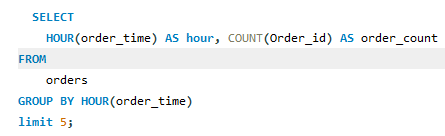 SELECT
HOUR(order_time) AS hour, COUNT(Order_id) AS order_count
FROM
orders
GROUP BY HOUR(order_time)
limit 5;